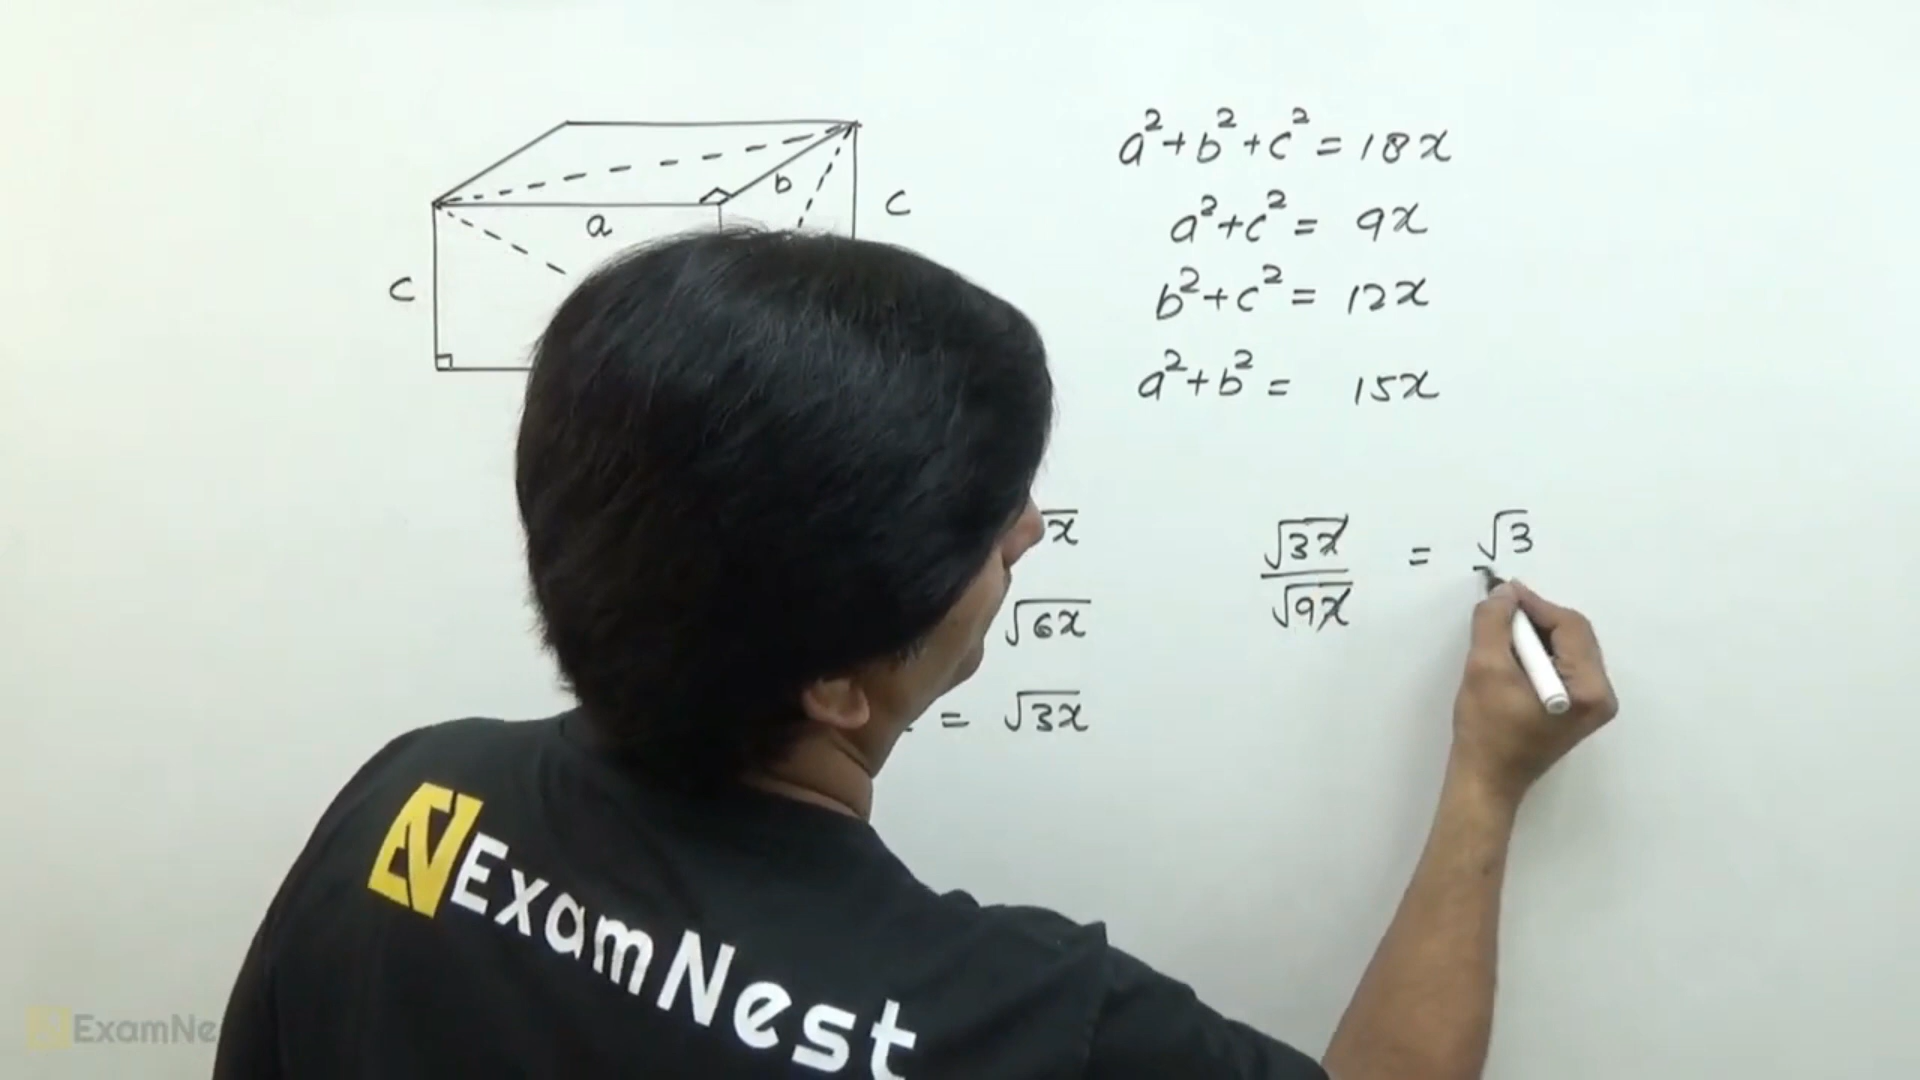 a
b
c
c
a²+b²+c² = 18x
a²+c² = 9x
b²+c² = 12x
a²+b² = 15x
x
√6x
= √3x
√3x
√9x
= √3
ExamNest
ExamNe